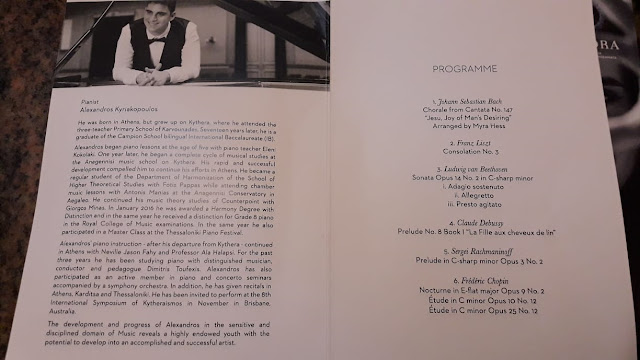 Pianist
Alexandros Kyriakopoulos
He was born in Athens, but grew up on Kythera, where he attended the
three-teacher Primary School of Karvounades. Seventeen years later, he is a
graduate of the Campion School bilingual International Baccalaureate (IB).
Alexandros began piano lessons at the age of five with piano teacher Eleni
Kokolaki. One year later, he began a complete cycle of musical studies at
the Anagennisi music school on Kythera. His rapid and successful
development compelled him to continue his efforts in Athens. He became a
regular student of the Department of Harmonisation of the School of
Higher Theoretical Studies with Fotis Pappas while attending chamber
music lessons with Antonia Manias at the Anagennisi Conservatory in
Aegaleo. He continued his music theory studies of Counterpoint with
Giorgos Minas. In January 2016 he was awarded a Harmony Degree with
Distinction and in the same year he received a distinction for Grade 8 piano
in the Royal College of Music examinations. In the same year he also
participated in a Master Class at the Thessaloniki Piano Festival.
Alexandros' piano instruction - after his departure from Kythera - continued
in Athens with Neville Jason Fahy and Professor Ala Halapsi. For the past
three years he has been studying with distinguished musician,
conductor and pedagogue Dimitris Toufexis. Alexandros has also
participated as an active member in piano and concerto seminars
accompanied by a symphony orchestra. In addition, he has given recitals in
Athens, Karditsa and Thessaloniki. He has been invited to perform at the 8th
International Symposium of Kytheraismos in November in Brisbane,
Australia.
The development and progress of Alexandros in the sensitive and
disciplined domain of Music reveals a highly endowed youth with the
potential to develop into an accomplished and successful artist.
PROGRAMME
1. Johann Sebastian Bach
Chorale from Cantata No. 147
"Jesu, Joy of Man's Desiring"
Arranged by Myra Hess
2. Franz Liszt
Consolation No. 3
3. Ludwig van Beethoven
Sonata Opus 14 No. 2 in C-sharp minor
i. Adagio sostenuto
ii. Allegretto
iii. Presto agitato
4. Claude Debussy
Prelude No. 8 Book 1 "La Fille aux cheveux de lin"
5. Sergei Rachmaninoff
Prelude in C-sharp minor Opus 3 No. 2
6. Frédéric Chopin
Nocturne in E-flat major Opus 9 No. 2
Étude in C minor Opus 10 No. 12
Étude in C minor Opus 25 No. 12